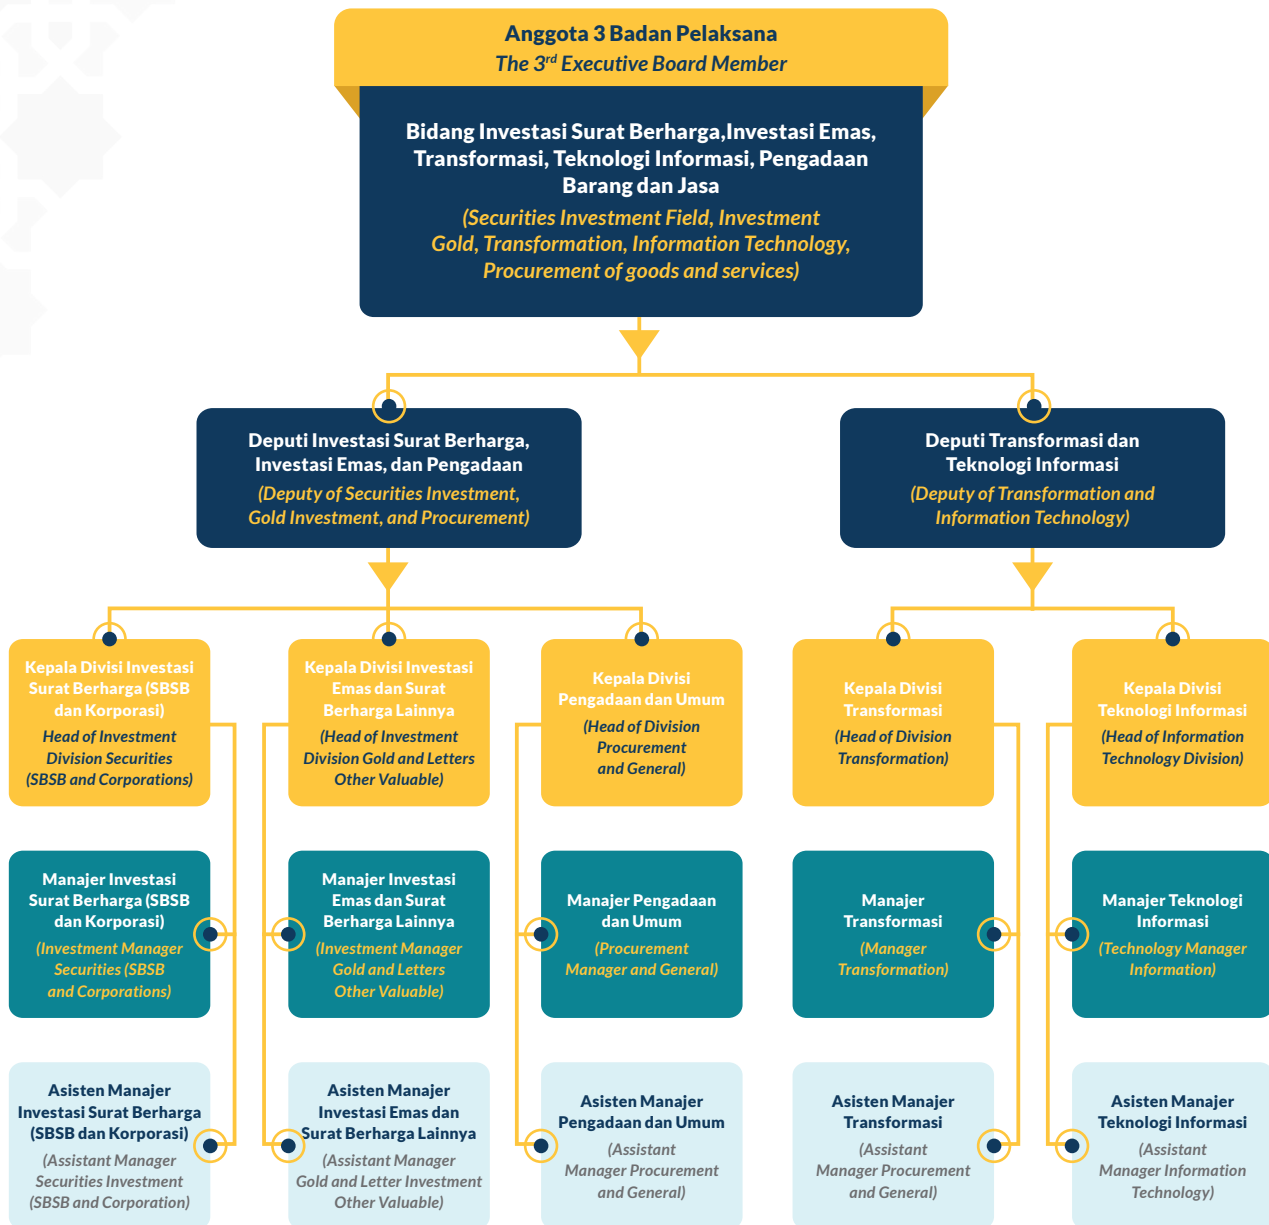 Anggota 3 Badan Pelaksana
The 3rd Executive Board Member
Bidang Investasi Surat Berharga,Investasi Emas,
Transformasi, Teknologi Informasi, Pengadaan
Barang dan Jasa
(Securities Investment Field, Investment
Gold, Transformation, Information Technology,
Procurement of goods and services)
Deputi Investasi Surat Berharga,
Investasi Emas, dan Pengadaan
(Deputy of Securities Investment,
Gold Investment, and Procurement)
Deputi Transformasi dan
Teknologi Informasi
(Deputy of Transformation and
Information Technology)
Kepala Divisi Investasi
Surat Berharga (SBSB
dan Korporasi)
Head of Investment
Division Securities
(SBSB and Corporations)
Kepala Divisi Investasi
Emas dan Surat
Berharga Lainnya
(Head of Investment
Division Gold and Letters
Other Valuable)
Kepala Divisi
Pengadaan dan Umum
(Head of Division
Procurement
and General)
Kepala Divisi
Transformasi
(Head of Division
Transformation)
Kepala Divisi
Teknologi Informasi
(Head of Information
Technology Division)
Manajer Investasi
Surat Berharga (SBSB
dan Korporasi)
(Investment Manager
Securities (SBSB
and Corporations)
Manajer Investasi
Emas dan Surat
Berharga Lainnya
(Investment Manager
Gold and Letters
Other Valuable)
Manajer Pengadaan
dan Umum
(Procurement
Manager and General)
Manajer
Transformasi
(Manager
Transformation)
Manajer Teknologi
Informasi
(Technology Manager
Information)
Asisten Manajer
Investasi Surat Berharga
(SBSB dan Korporasi)
(Assistant Manager
Securities Investment
(SBSB and Corporation)
Asisten Manajer
Investasi Emas dan
Surat Berharga Lainnya
(Assistant Manager
Gold and Letter Investment
Other Valuable)
Asisten Manajer
Pengadaan dan Umum
(Assistant
Manager Procurement
and General)
Asisten Manajer
Transformasi
(Assistant
Manager Procurement
and General)
Asisten Manajer
Teknologi Informasi
(Assistant
Manager Information
Technology)